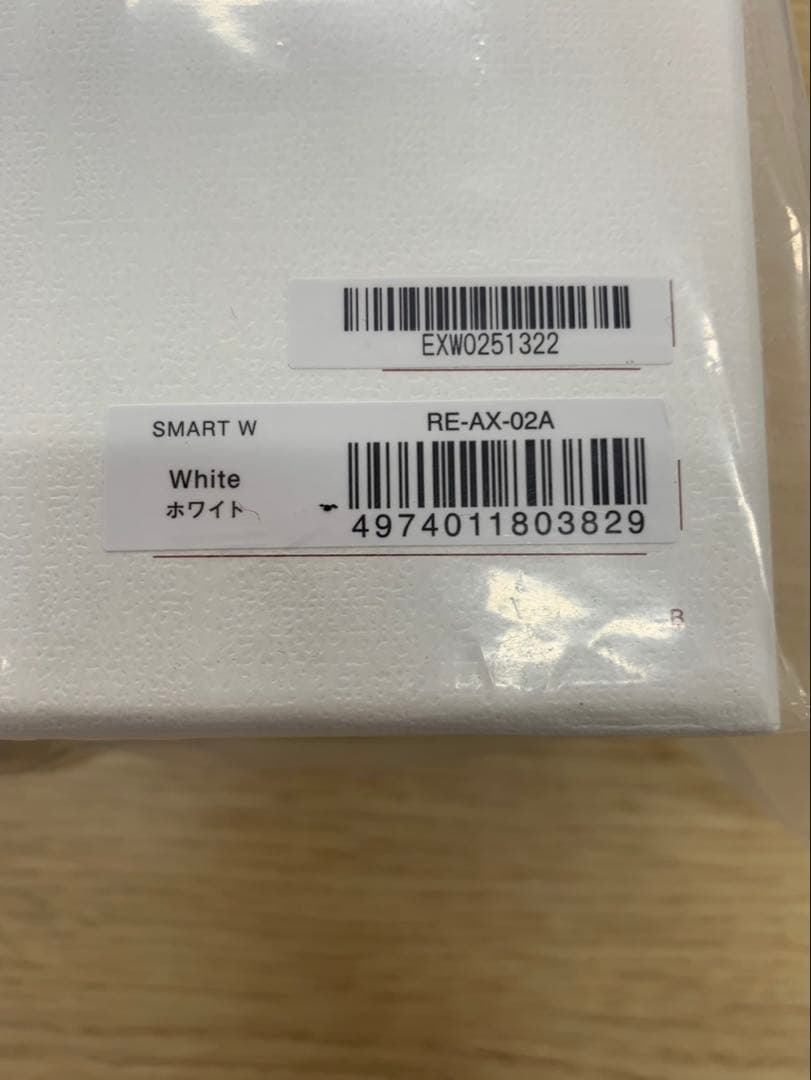 EXW0251322
SMART W
RE-AX-02A
White
ホワイト
4974011803829
B